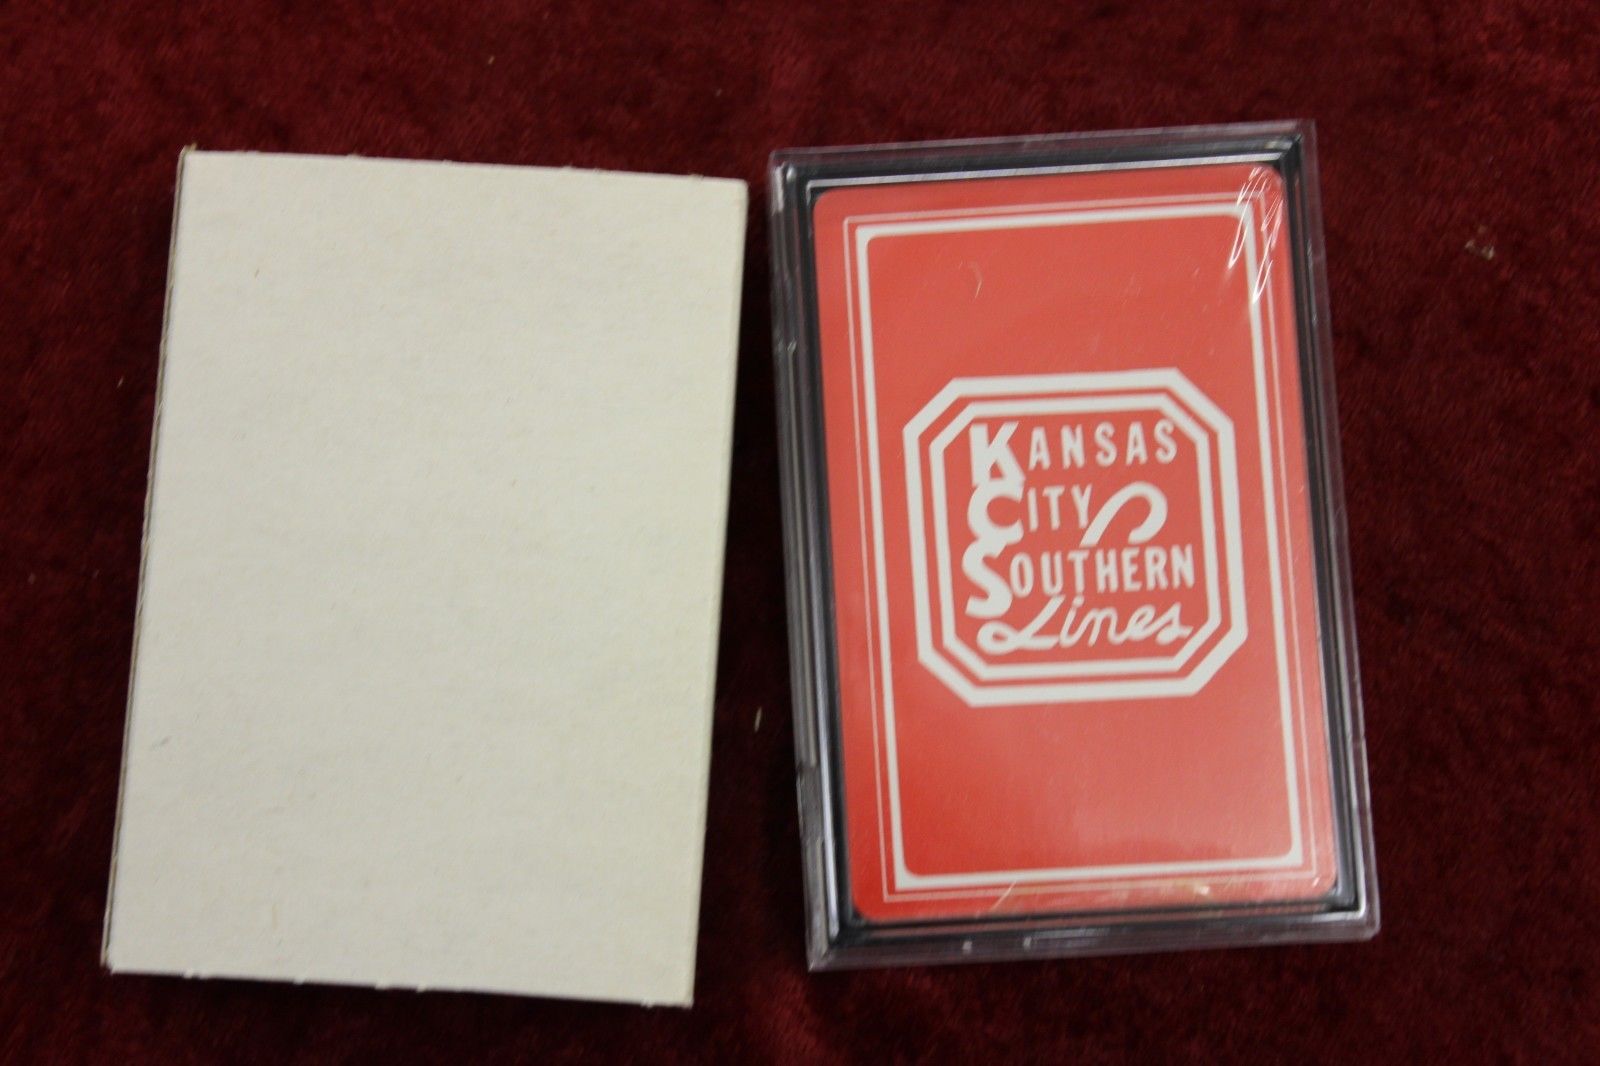 KANSAS
CITY
SOUTHERN
Lines